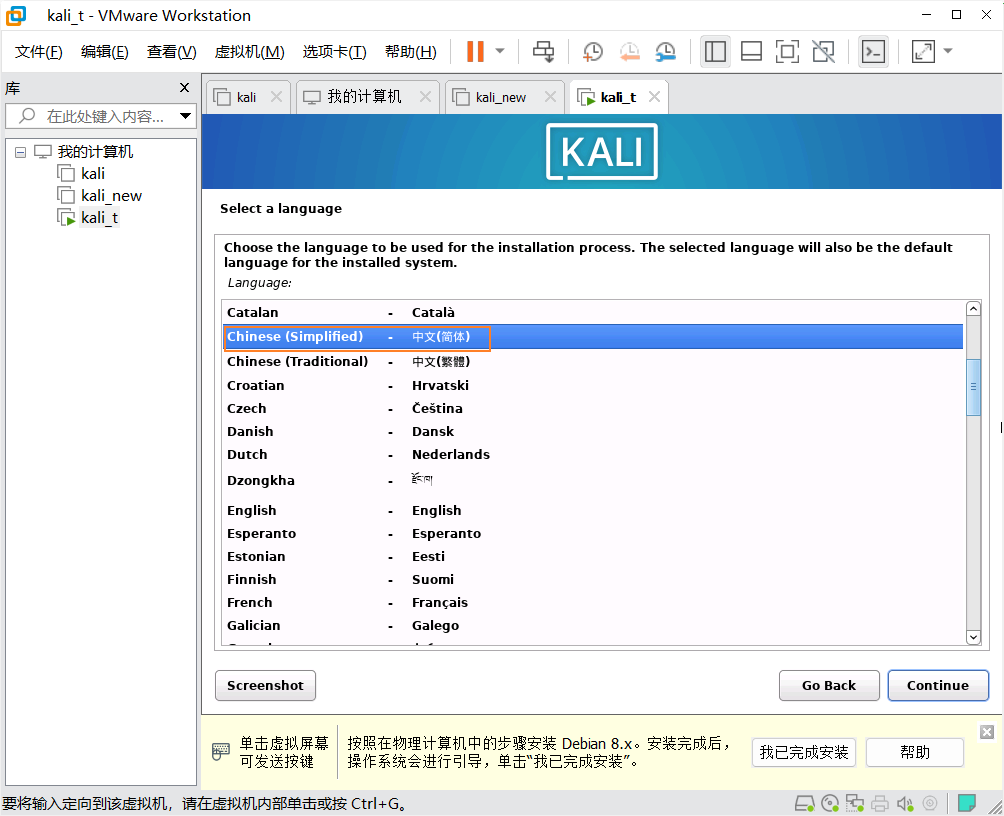 kali_t - VMware Workstation
文件(F) 编辑(E) 查看(V) 虚拟机(M) 选项卡(T) 帮助(H)
库
在此处键入内容...
我的计算机
kali
kali_new
kali_t
kali 我的计算机 kali_new kali_t
KALI
Select a language
Choose the language to be used for the installation process. The selected language will also be the default
language for the installed system.
Language:
Catalan - Català
Chinese (Simplified) - 中文(简体)
Chinese (Traditional) - 中文(繁體)
Croatian - Hrvatski
Czech - Čeština
Danish - Dansk
Dutch - Nederlands
Dzongkha - རྫོང་ཁ།
English - English
Esperanto - Esperanto
Estonian - Eesti
Finnish - Suomi
French - Français
Galician - Galego
Screenshot Go Back Continue
单击虚拟屏幕
可发送按键
按照在物理计算机中的步骤安装 Debian 8.x。安装完成后，
操作系统会进行引导，单击“我已完成安装”。
我已完成安装 帮助
要将输入定向到该虚拟机，请在虚拟机内部单击或按 Ctrl+G。